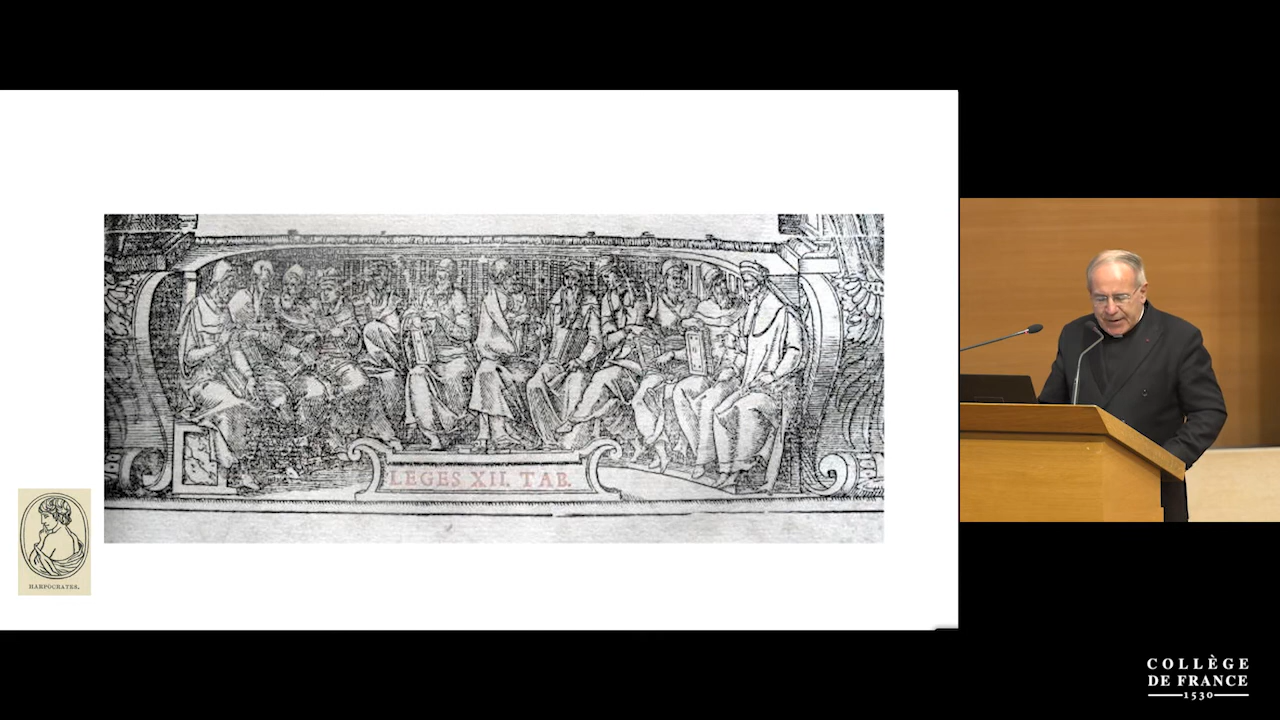 LEGES XII. TAB.
HARPOCRATES.
COLLÈGE
DE FRANCE
1530